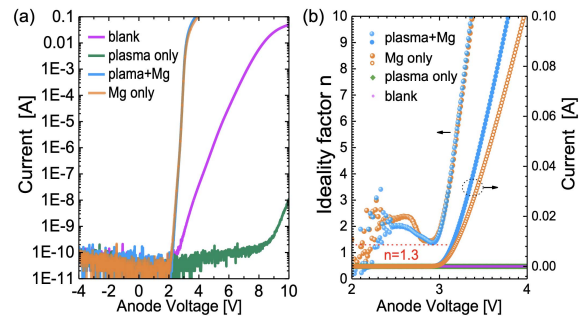 (a)
blank
plasma only
plama+Mg
Mg only
Current [A]
0.1
0.01
1E-3
1E-4
1E-5
1E-6
1E-7
1E-8
1E-9
1E-10
1E-11
-4 -2 0 2 4 6 8 10
Anode Voltage [V]
(b)
plasma+Mg
Mg only
plasma only
blank
Ideality factor n
10
9
8
7
6
5
4
3
2
1
0
n=1.3
0.10
0.08
0.06
0.04
0.02
0.00
Current [A]
2 3 4
Anode Voltage [V]